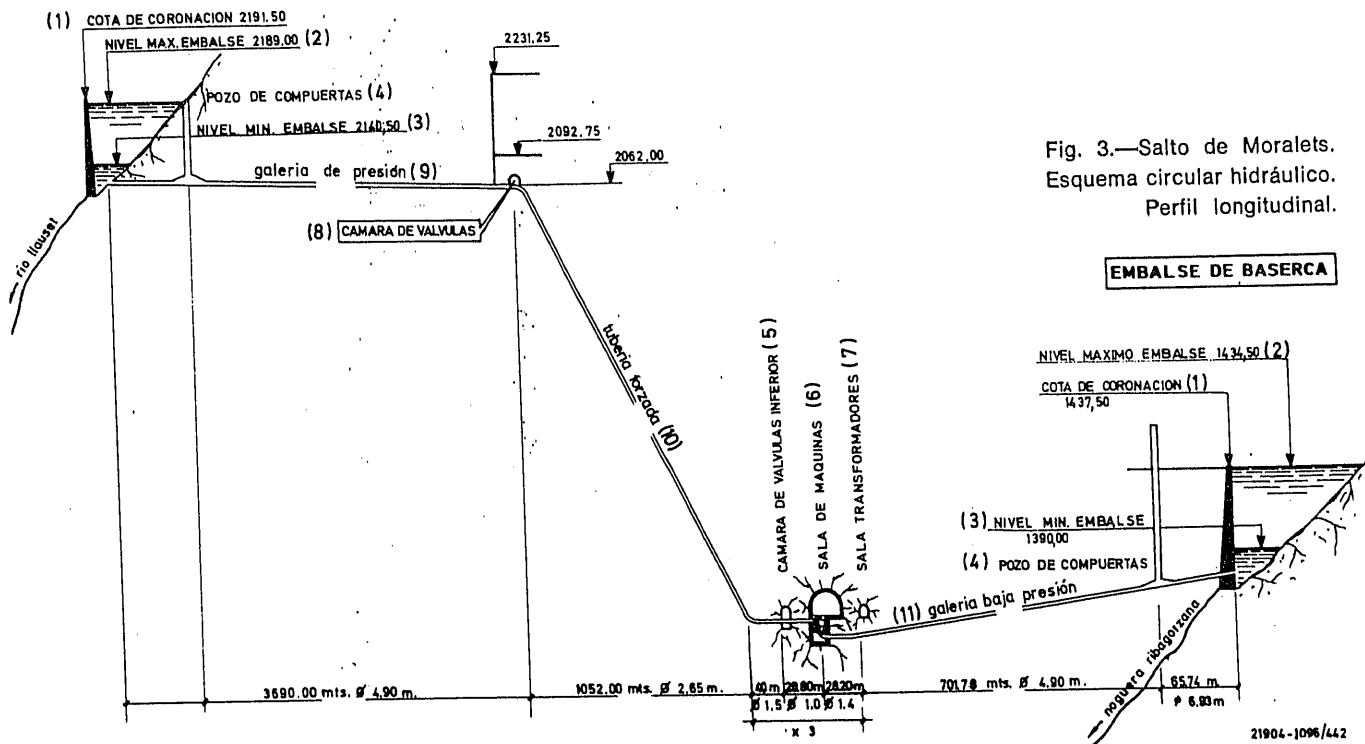 (1) COTA DE CORONACION 2191.50
NIVEL MAX. EMBALSE 2189,00 (2)
POZO DE COMPUERTAS (4)
NIVEL MIN. EMBALSE 2140,50 (3)
galeria de presión (9)
2231,25
2092,75
2062,00
(8) CAMARA DE VALVULAS
rio llauset
Fig. 3.—Salto de Moralets.
Esquema circular hidráulico.
Perfil longitudinal.
EMBALSE DE BASERCA
tuberia forzada (10)
CAMARA DE VALVULAS INFERIOR (5)
SALA DE MAQUINAS (6)
SALA TRANSFORMADORES (7)
NIVEL MAXIMO EMBALSE 1434,50 (2)
COTA DE CORONACION (1)
1437,50
(3) NIVEL MIN. EMBALSE
1390,00
(4) POZO DE COMPUERTAS
(11) galeria baja presión
noguera ribagorzana
3690.00 mts. Ø 4,90 m.
1052.00 mts. Ø 2,65 m.
40 m
28.80m
28.20m
701.78 mts. Ø 4.90 m.
65.74 m.
Ø 1.5
Ø 1.0
Ø 1.4
Ø 6.93m
x 3
21904-1096/442